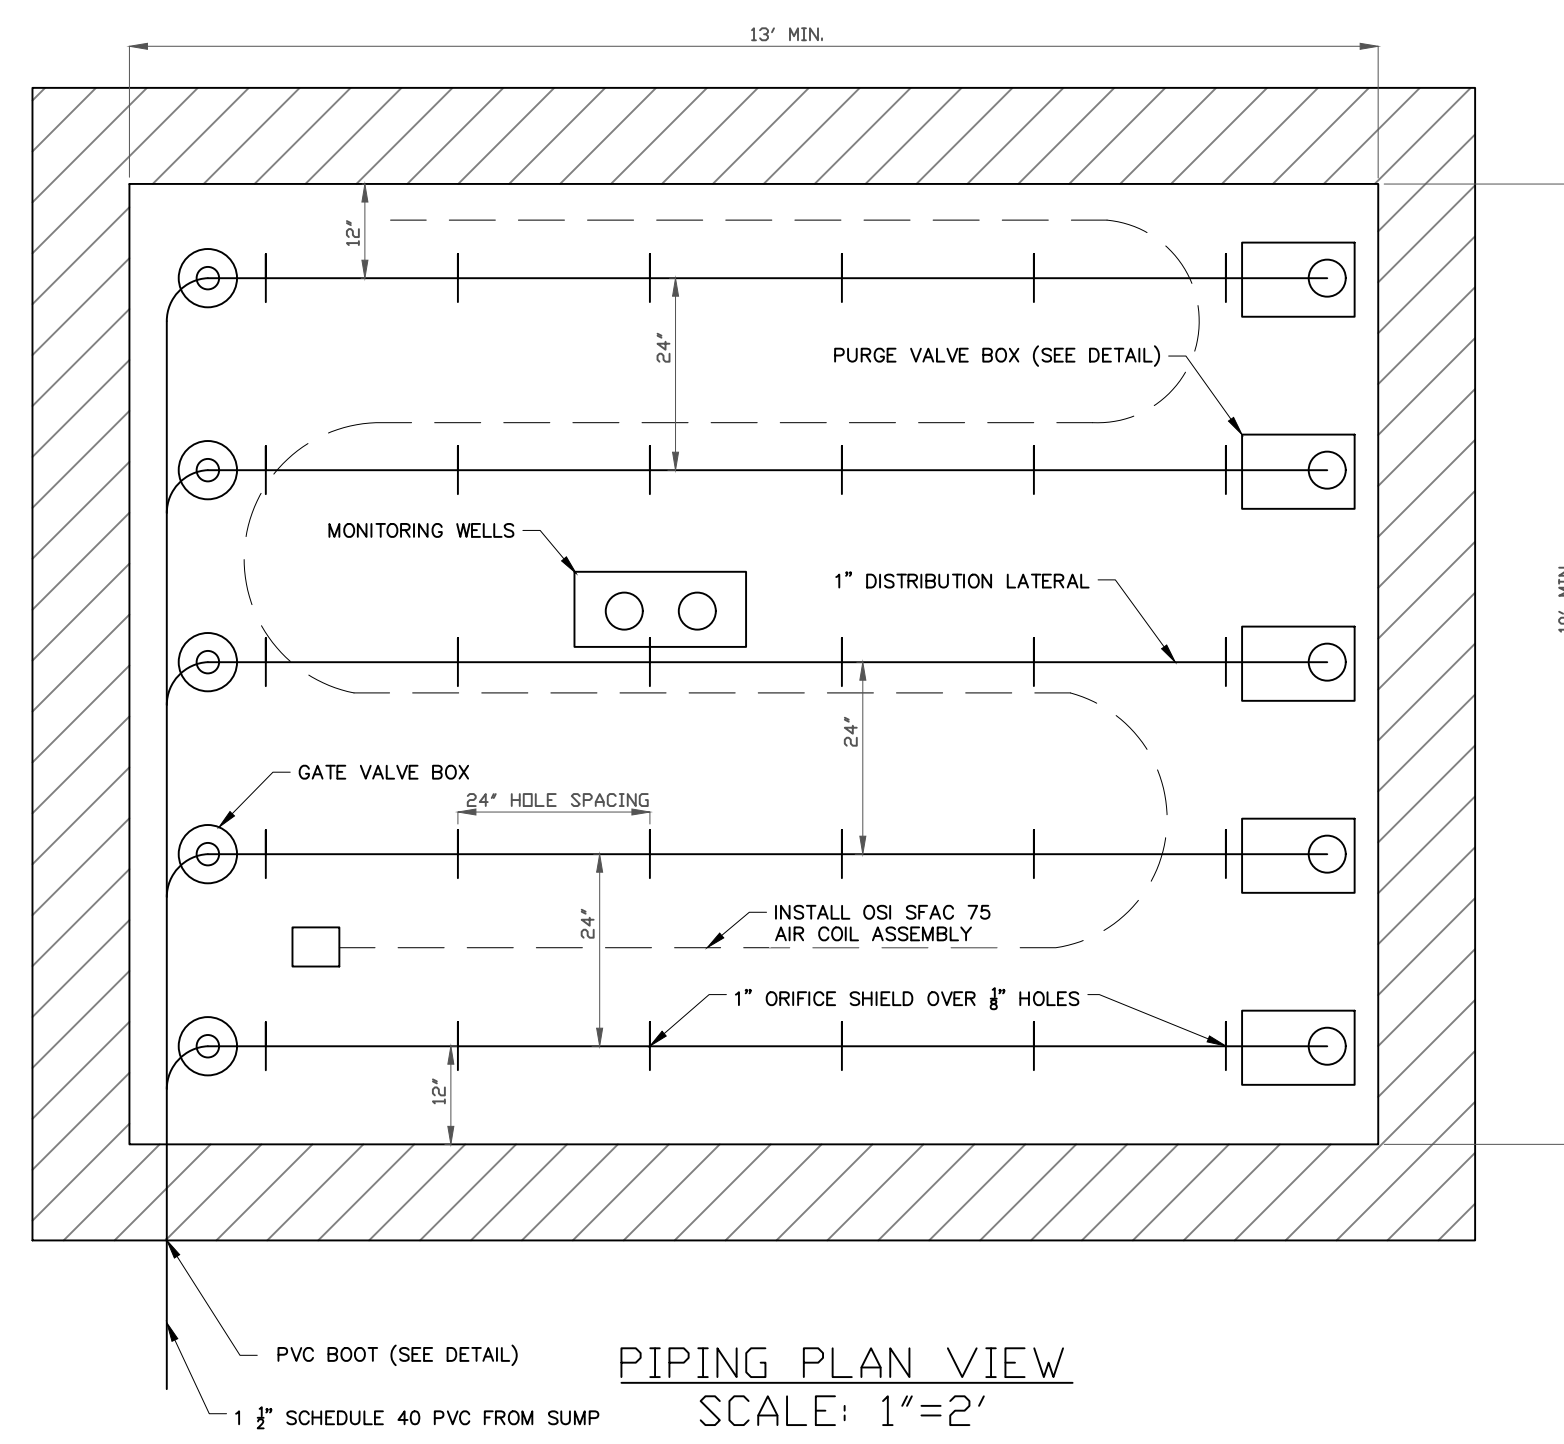 13' MIN.
12"
24"
PURGE VALVE BOX (SEE DETAIL)
MONITORING WELLS
1" DISTRIBUTION LATERAL
24"
GATE VALVE BOX
24" HOLE SPACING
24"
INSTALL OSI SFAC 75
AIR COIL ASSEMBLY
1" ORIFICE SHIELD OVER 1/8" HOLES
12"
PVC BOOT (SEE DETAIL)
1 1/2" SCHEDULE 40 PVC FROM SUMP
PIPING PLAN VIEW
SCALE: 1"=2'